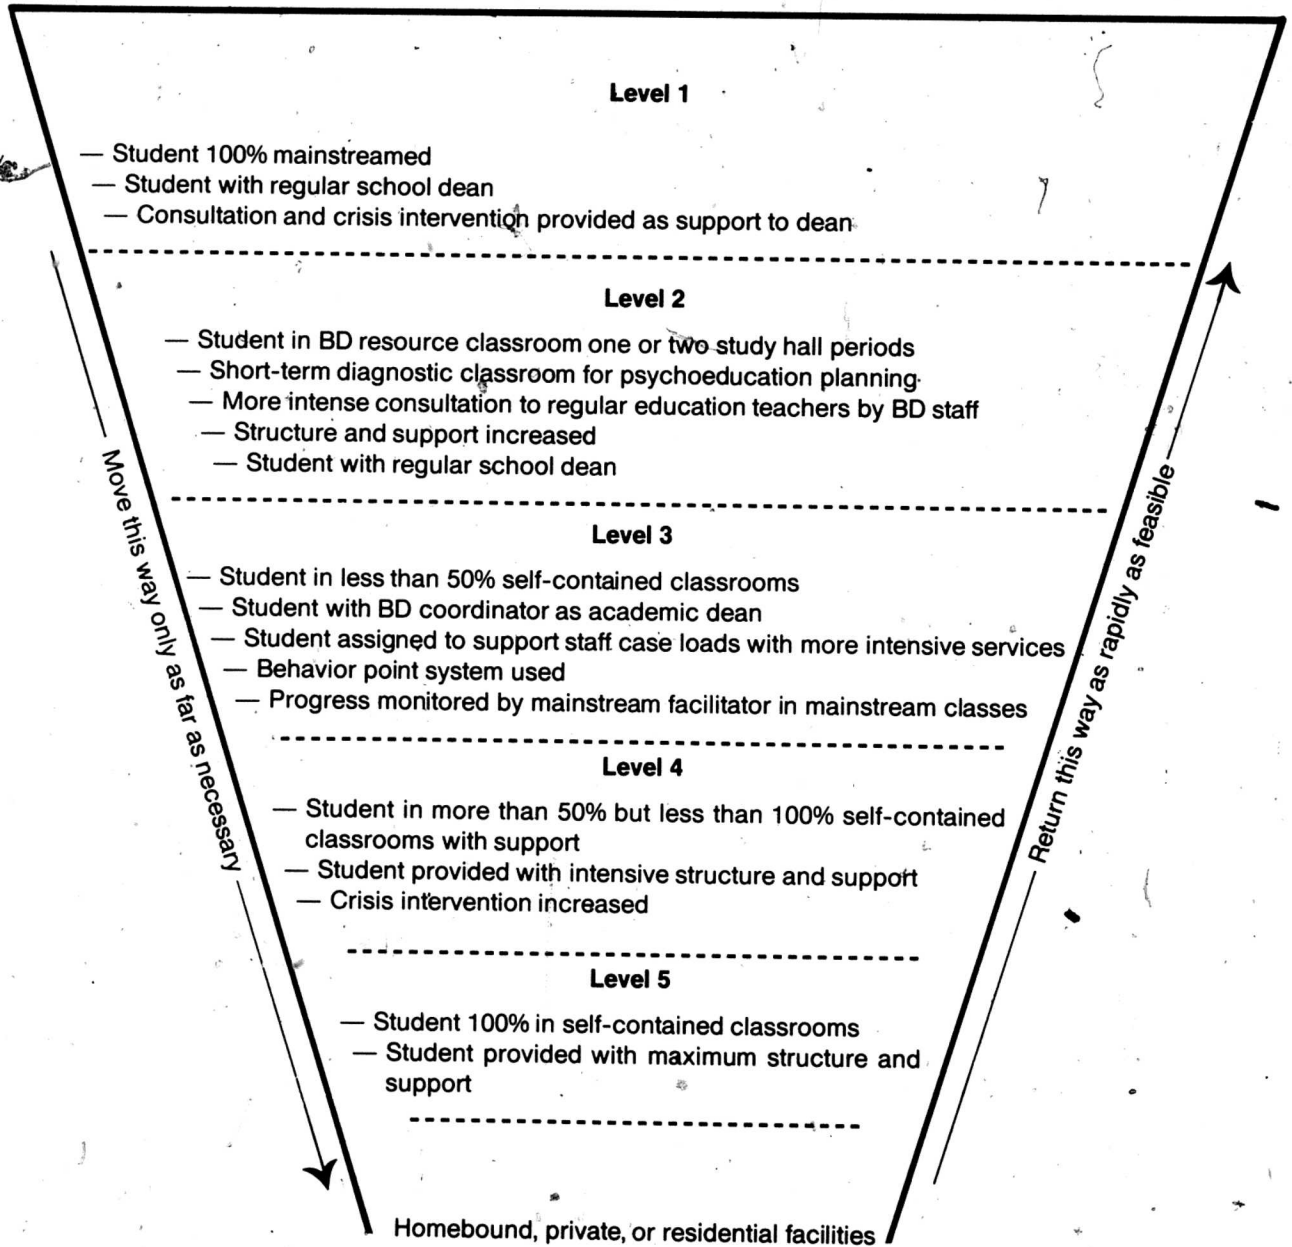 Level 1
— Student 100% mainstreamed
— Student with regular school dean
— Consultation and crisis intervention provided as support to dean
Level 2
— Student in BD resource classroom one or two study hall periods
— Short-term diagnostic classroom for psychoeducation planning
— More intense consultation to regular education teachers by BD staff
— Structure and support increased
— Student with regular school dean
Level 3
— Student in less than 50% self-contained classrooms
— Student with BD coordinator as academic dean
— Student assigned to support staff case loads with more intensive services
— Behavior point system used
— Progress monitored by mainstream facilitator in mainstream classes
Level 4
— Student in more than 50% but less than 100% self-contained
classrooms with support
— Student provided with intensive structure and support
— Crisis intervention increased
Level 5
— Student 100% in self-contained classrooms
— Student provided with maximum structure and
support
Homebound, private, or residential facilities
Move this way only as far as necessary
Return this way as rapidly as feasible